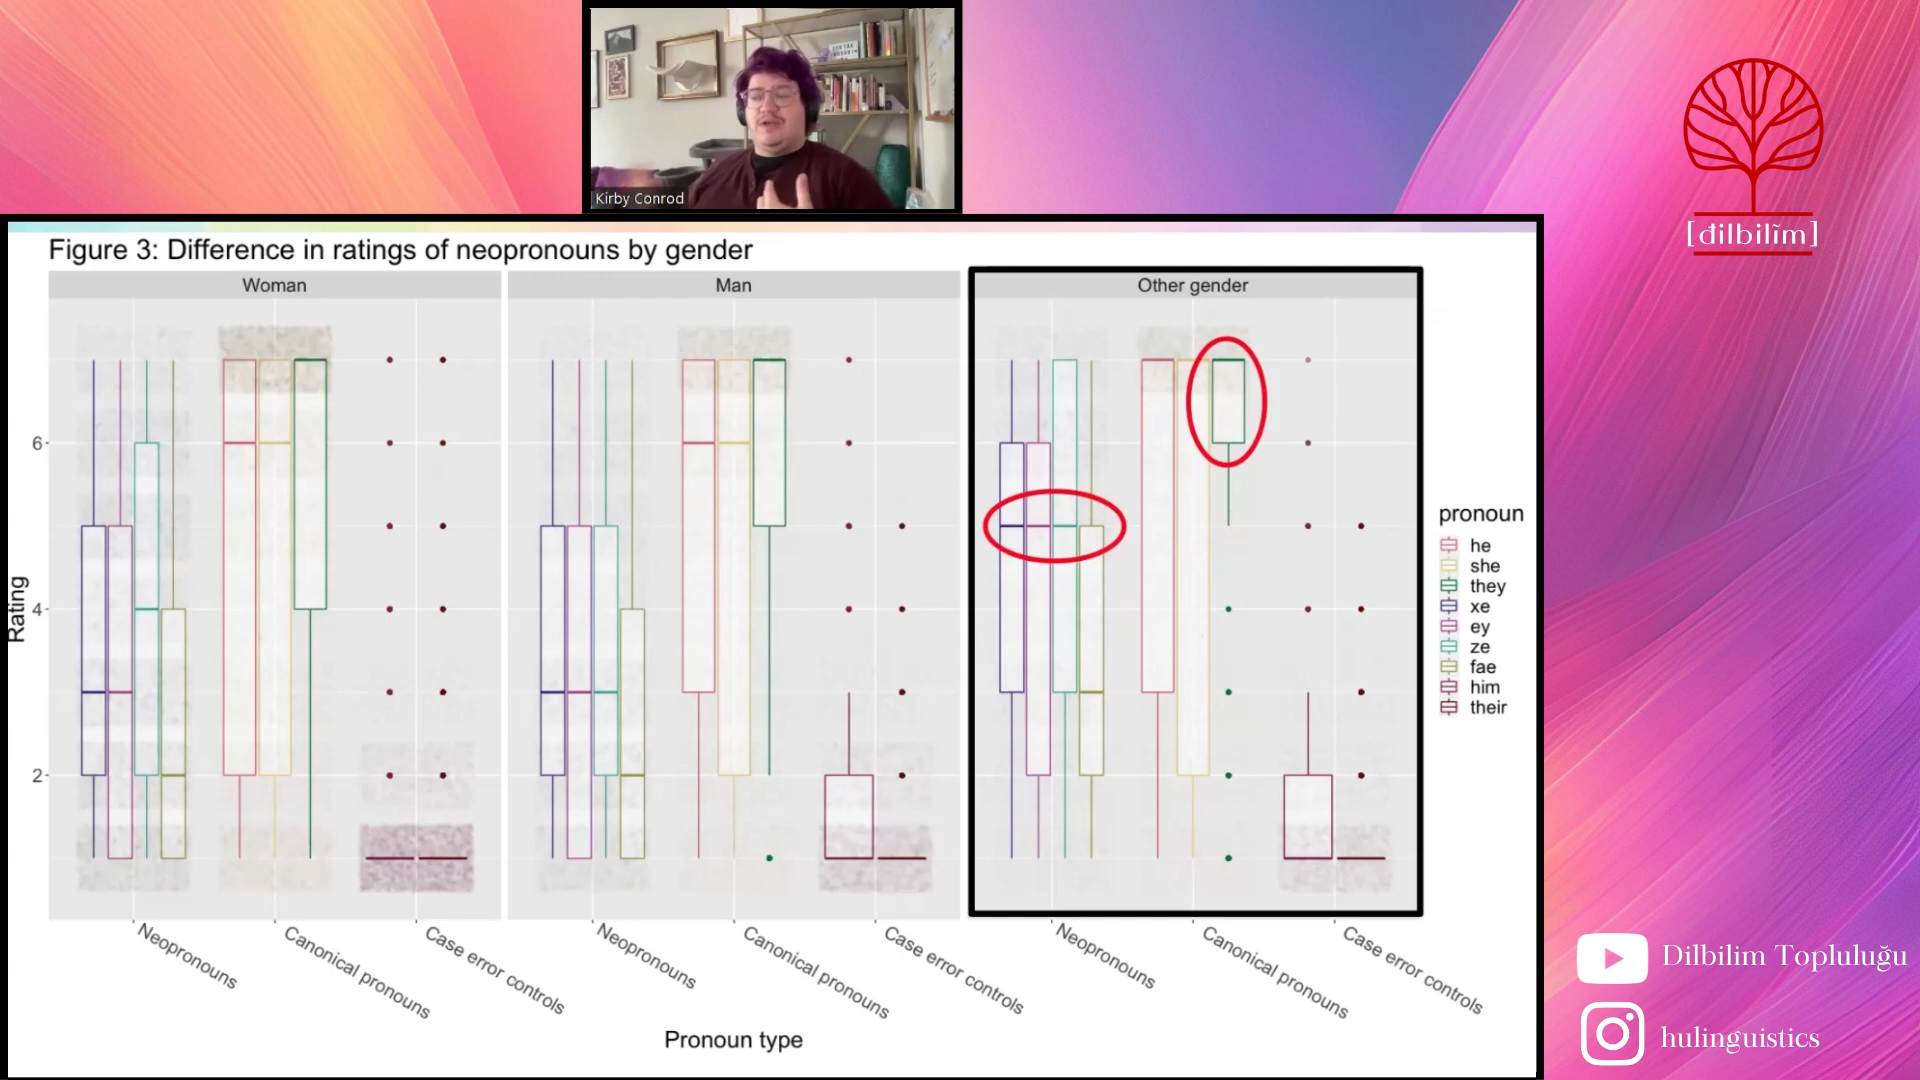 Kirby Conrod
[dilbilim]
Figure 3: Difference in ratings of neopronouns by gender
Woman
Man
Other gender
Rating
6
4
2
pronoun
he
she
they
xe
ey
ze
fae
him
their
Neopronouns
Canonical pronouns
Case error controls
Neopronouns
Canonical pronouns
Case error controls
Neopronouns
Canonical pronouns
Case error controls
Pronoun type
Dilbilim Topluluğu
hulinguistics